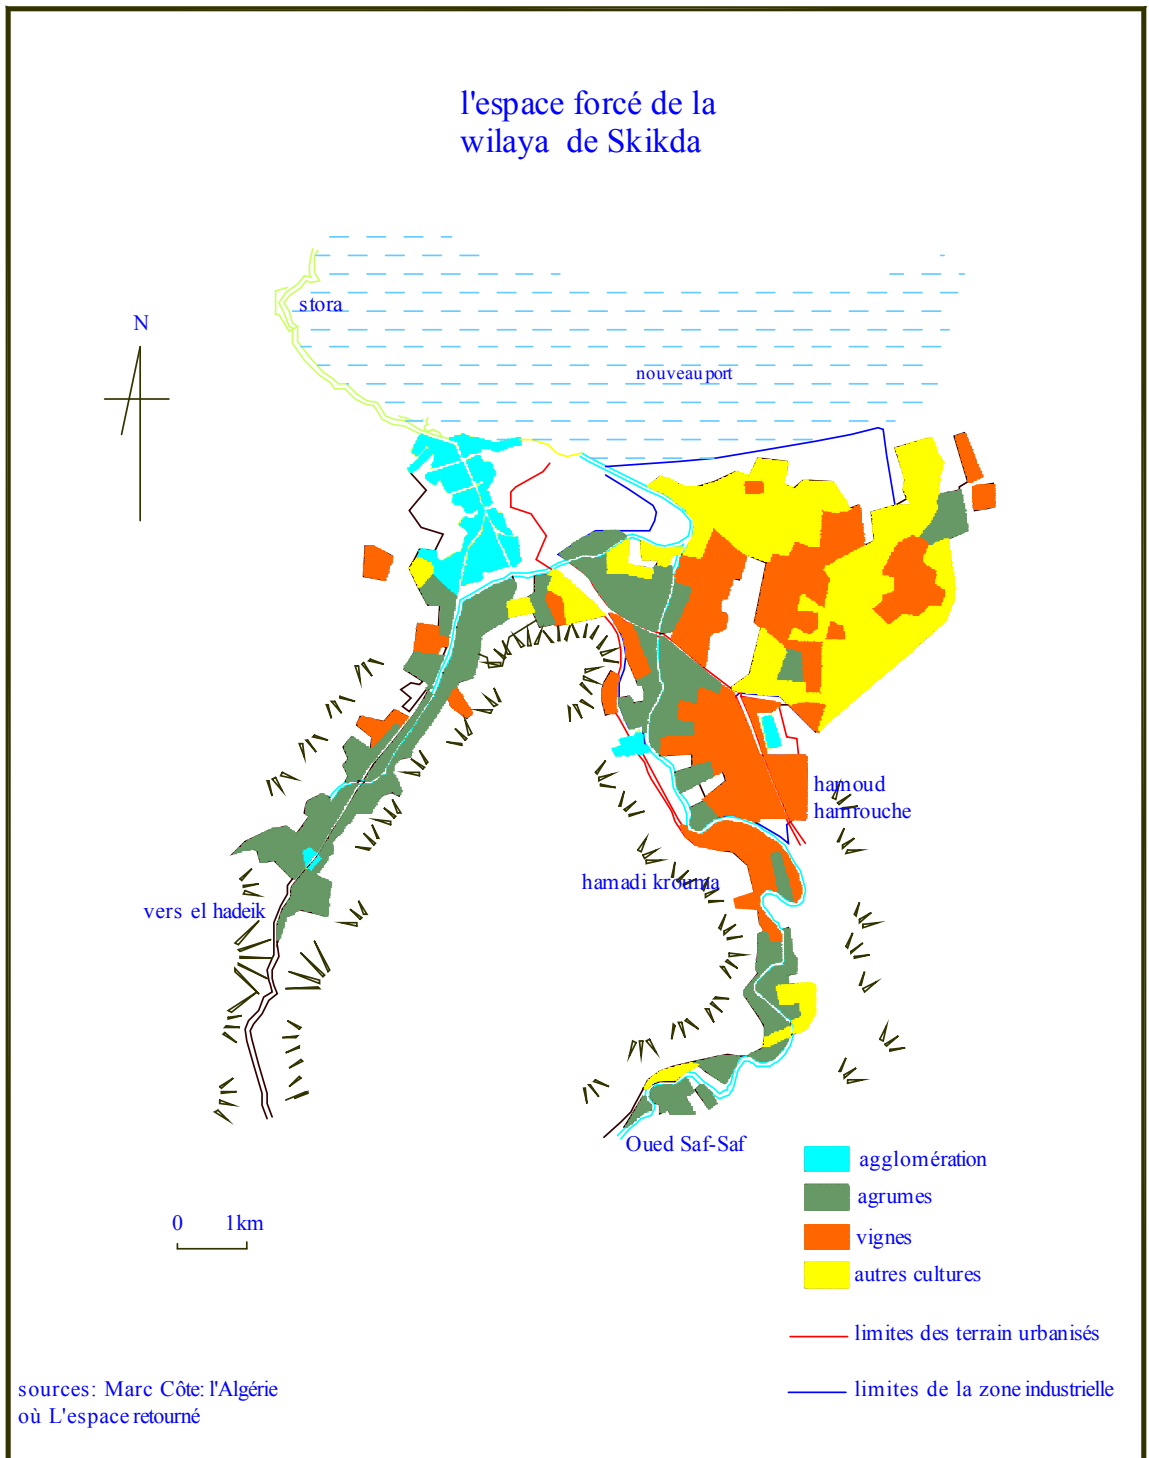 l'espace forcé de la
wilaya de Skikda
stora
N
nouveau port
hamoud
hamrouche
hamadi krouma
vers el hadeik
Oued Saf-Saf
agglomération
agrumes
0 1km
vignes
autres cultures
limites des terrain urbanisés
sources: Marc Côte: l'Algérie
limites de la zone industrielle
où L'espace retourné